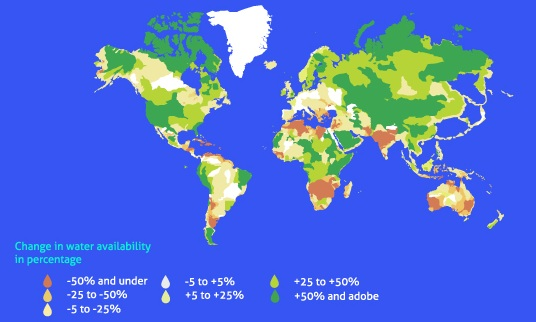 Change in water availability
in percentage
-50% and under
-25 to -50%
-5 to -25%
-5 to +5%
+5 to +25%
+25 to +50%
+50% and adobe